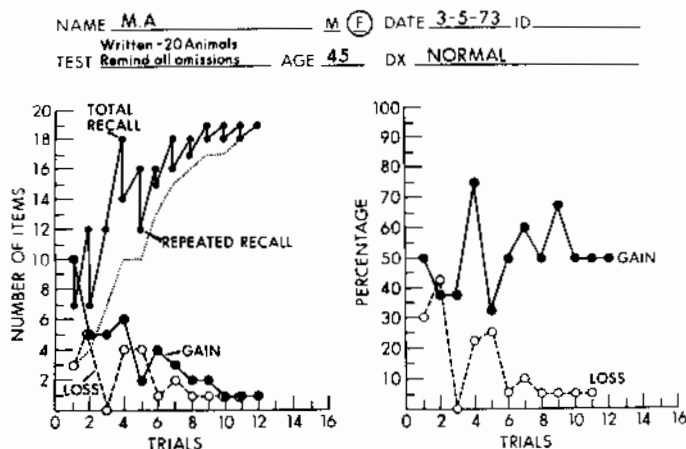 NAME M.A M F DATE 3-5-73 ID
Written-20 Animals
TEST Remind all omissions AGE 45 DX NORMAL
20
18
16
14
12
10
8
6
4
2
NUMBER OF ITEMS
TOTAL
RECALL
REPEATED RECALL
GAIN
LOSS
0 2 4 6 8 10 12 14 16
TRIALS
100
90
80
70
60
50
40
30
20
10
PERCENTAGE
GAIN
LOSS
0 2 4 6 8 10 12 14 16
TRIALS